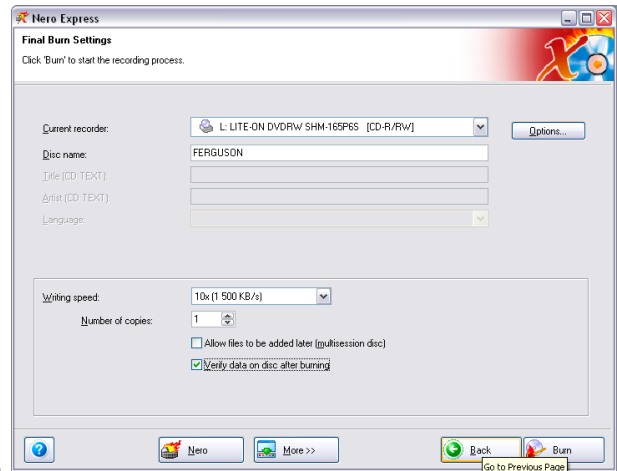 Nero Express
Final Burn Settings
Click 'Burn' to start the recording process.
Current recorder:
L: LITE-ON DVDRW SHM-165P6S [CD-R/RW]
Options...
Disc name:
FERGUSON
Title (CD TEXT):
Artist (CD TEXT):
Language:
Writing speed:
10x (1 500 KB/s)
Number of copies:
1
Allow files to be added later (multisession disc)
Verify data on disc after burning
Nero
More >>
Back
Burn
Go to Previous Page